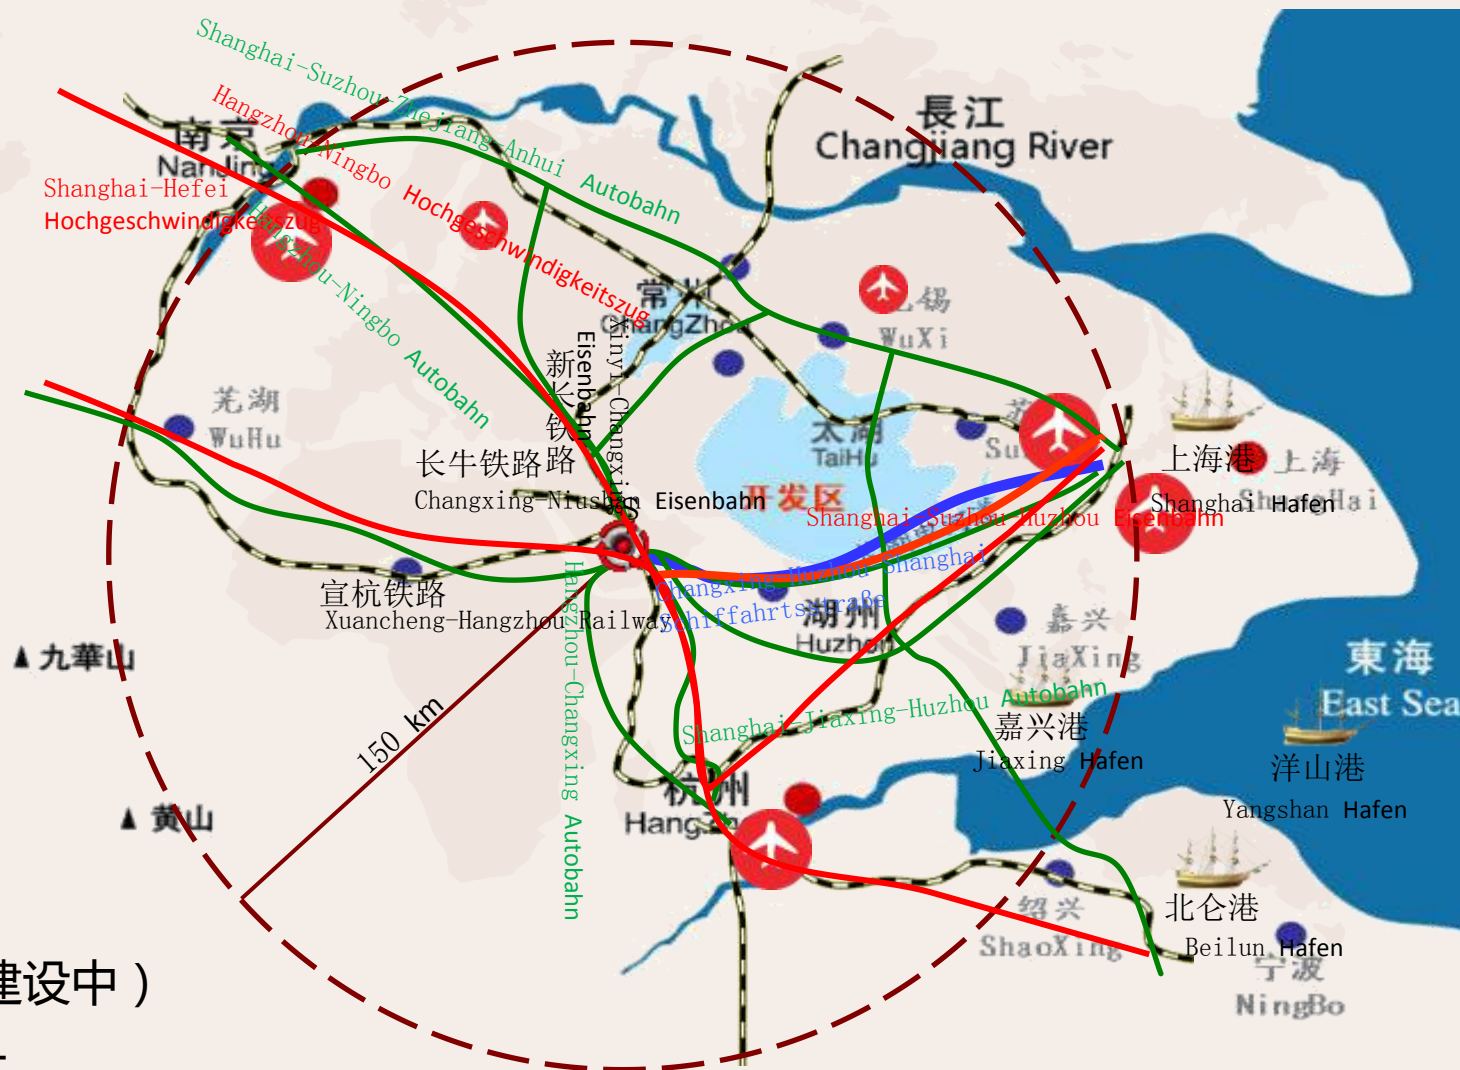 Shanghai-Suzhou-Zhejiang-Anhui Autobahn
Hangzhou-Ningbo Hochgeschwindigkeitszug
長江
Changjiang River
南京
NanJing
Shanghai-Hefei
Hochgeschwindigkeitszug
Hangzhou-Ningbo Autobahn
常州
ChangZhou
锡
WuXi
新长铁路
Eisenbahn
芜湖
WuHu
太湖
TaiHu
Su
长牛铁路
Changxing-Niushan Eisenbahn
开发区
上海港
上海
ShangHai
Shanghai Hafen
Shanghai-Suzhou-Huzhou Eisenbahn
宣杭铁路
Xuancheng-Hangzhou Railway
Changxing-Huzhou-Shanghai
Schiffahrtsstraße
湖州
Huzhou
嘉兴
JiaXing
九華山
東海
East Sea
Hangzhou-Changxing Autobahn
Shanghai-Jiaxing-Huzhou Autobahn
150 km
嘉兴港
Jiaxing Hafen
洋山港
Yangshan Hafen
黄山
杭州
HangZh
北仑港
Beilun Hafen
绍兴
ShaoXing
宁波
NingBo
建设中）